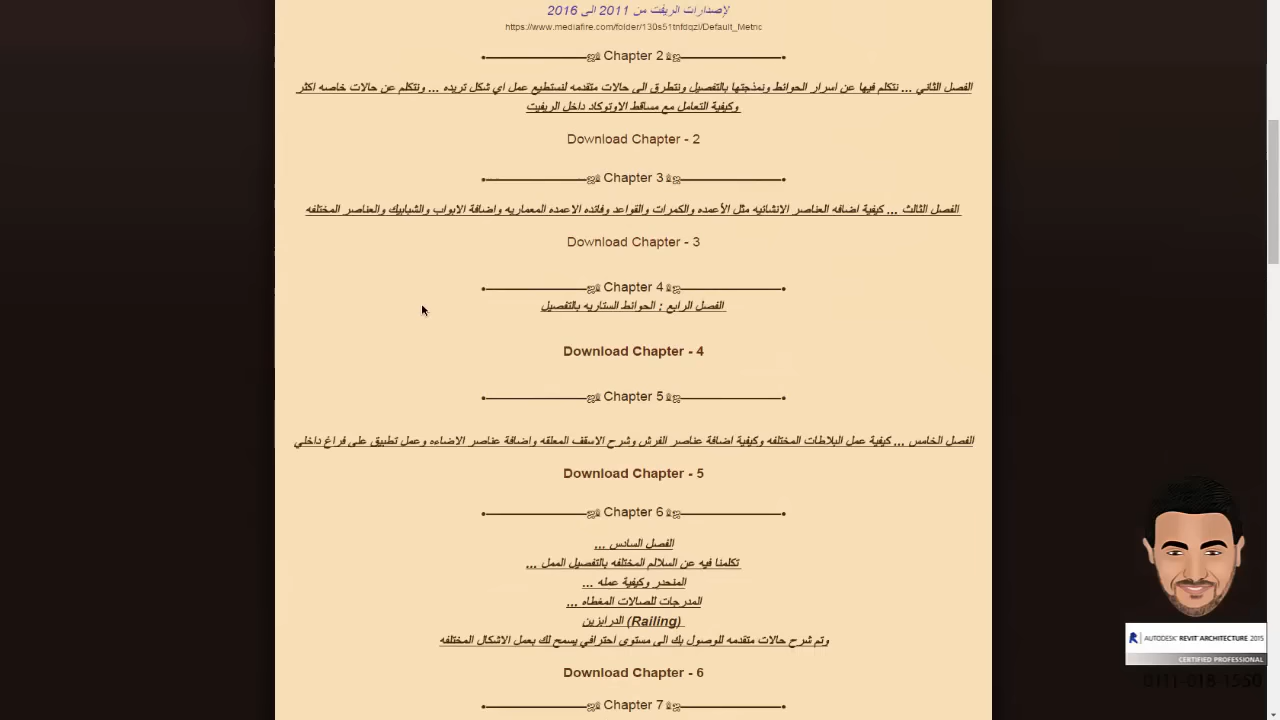 لإصدارات الريفت من 2011 الى 2016
https://www.mediafire.com/folder/130s51tnfdqzl/Default_Metric
Chapter 2
الفصل الثاني ... نتكلم فيها عن اسرار الحوائط ونمذجتها بالتفصيل ونتطرق الى حالات متقدمه لنستطيع عمل اي شكل تريده ... ونتكلم عن حالات خاصه اكثر
وكيفية التعامل مع مساقط الاوتوكاد داخل الريفيت
Download Chapter - 2
Chapter 3
الفصل الثالث ... كيفية اضافه العناصر الانشائيه مثل الأعمده والكمرات والقواعد وفائده الاعمده المعماريه واضافة الابواب والشبابيك والعناصر المختلفه
Download Chapter - 3
Chapter 4
الفصل الرابع ; الحوائط الستاريه بالتفصيل
Download Chapter - 4
Chapter 5
الفصل الخامس ... كيفية عمل البلاطات المختلفه وكيفية اضافة عناصر الفرش وشرح الاسقف المعلقه واضافة عناصر الاضاءه وعمل تطبيق على فراغ داخلي
Download Chapter - 5
Chapter 6
الفصل السادس ...
تكلمنا فيه عن السلالم المختلفه بالتفصيل الممل ...
المنحدر وكيفية عمله ...
المدرجات للصالات المغطاه ...
(Railing) الدرابزين
وتم شرح حالات متقدمه للوصول بك الى مستوى احترافي يسمح لك بعمل الاشكال المختلفه
AUTODESK REVIT ARCHITECTURE 2015
CERTIFIED PROFESSIONAL
Download Chapter - 6
011-018-1550
Chapter 7